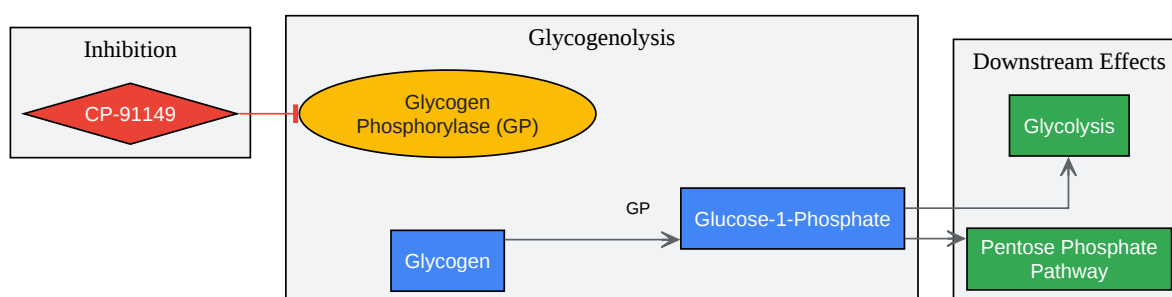 Inhibition
CP-91149
Glycogenolysis
Glycogen
Phosphorylase (GP)
GP
Glucose-1-Phosphate
Glycogen
Downstream Effects
Glycolysis
Pentose Phosphate
Pathway